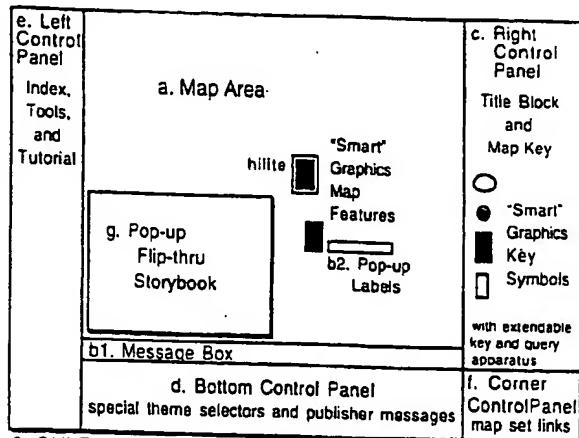 e. Left
Control
Panel
Index,
Tools,
and
Tutorial
a. Map Area
hilite
"Smart"
Graphics
Map
Features
b2. Pop-up
Labels
g. Pop-up
Flip-thru
Storybook
b1. Message Box
d. Bottom Control Panel
special theme selectors and publisher messages
c. Right
Control
Panel
Title Block
and
Map Key
"Smart"
Graphics
Key
Symbols
with extendable
key and query
apparatus
f. Corner
ControlPanel
map set links